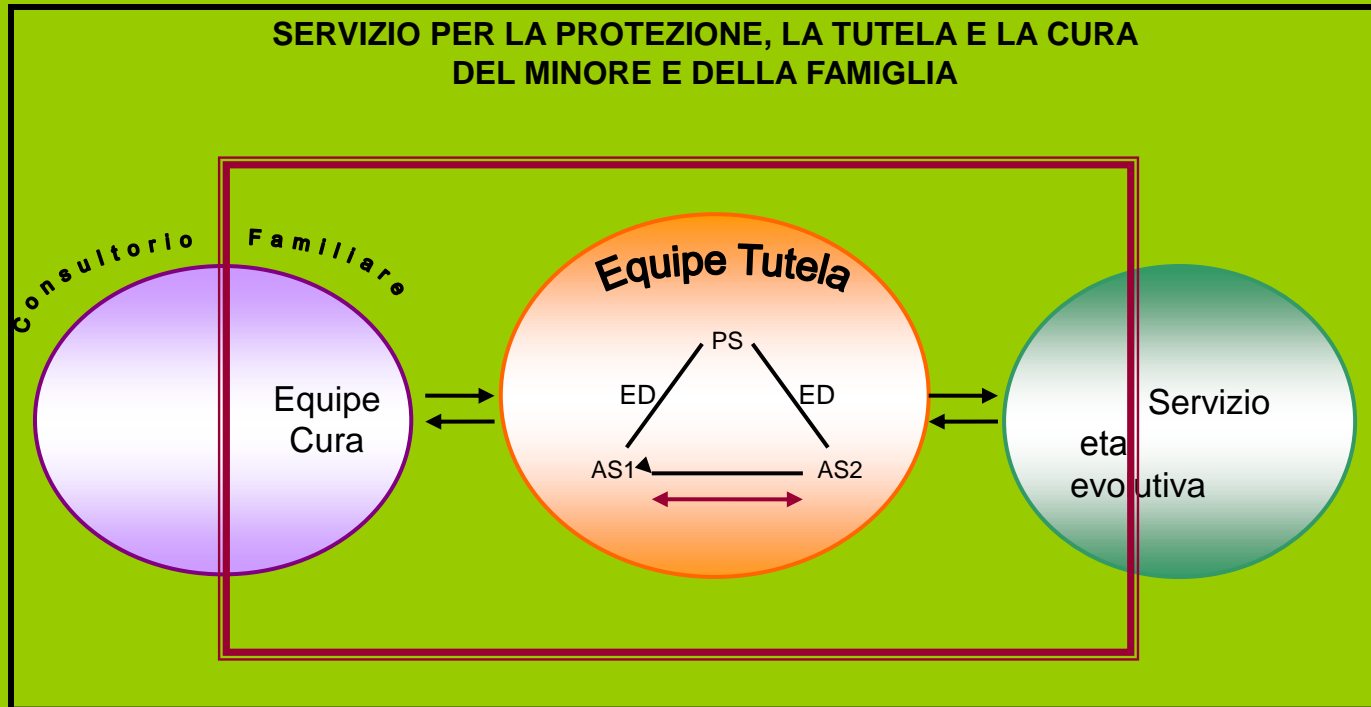 SERVIZIO PER LA PROTEZIONE, LA TUTELA E LA CURA
DEL MINORE E DELLA FAMIGLIA
Consultorio Familiare
Equipe
Cura
Equipe Tutela
PS
ED ED
AS1 AS2
Servizio
eta
evolutiva